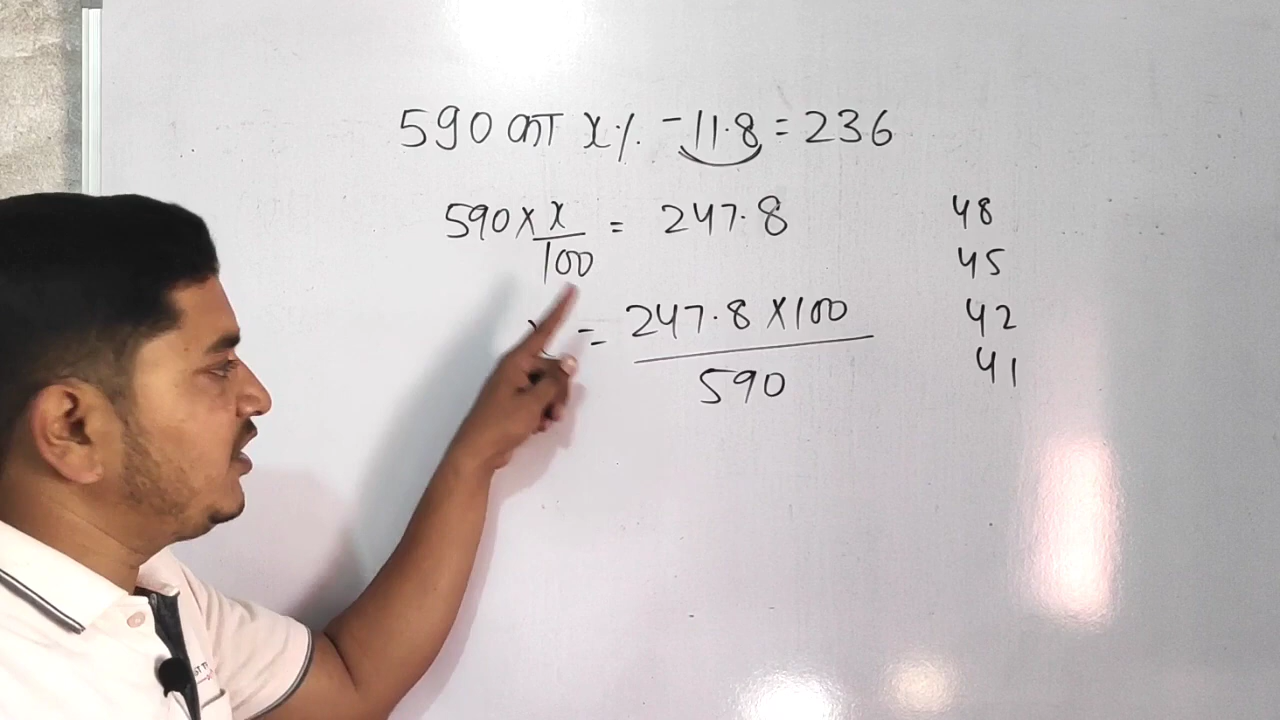 590 का x% -11.8 = 236
590 × x/100 = 247.8
x = 247.8 × 100 / 590
48
45
42
41